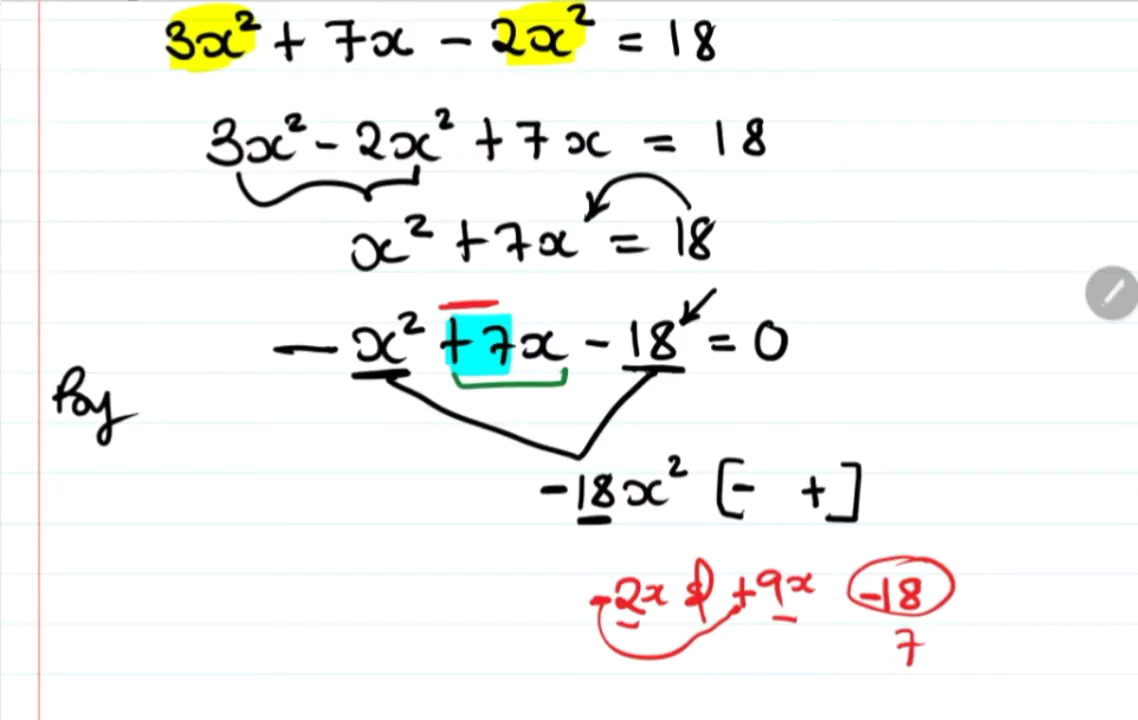 3x² + 7x - 2x² = 18
3x² - 2x² + 7x = 18
x² + 7x = 18
- x² + 7x - 18 = 0
By
-18x² [- +]
-2x & +9x -18
7